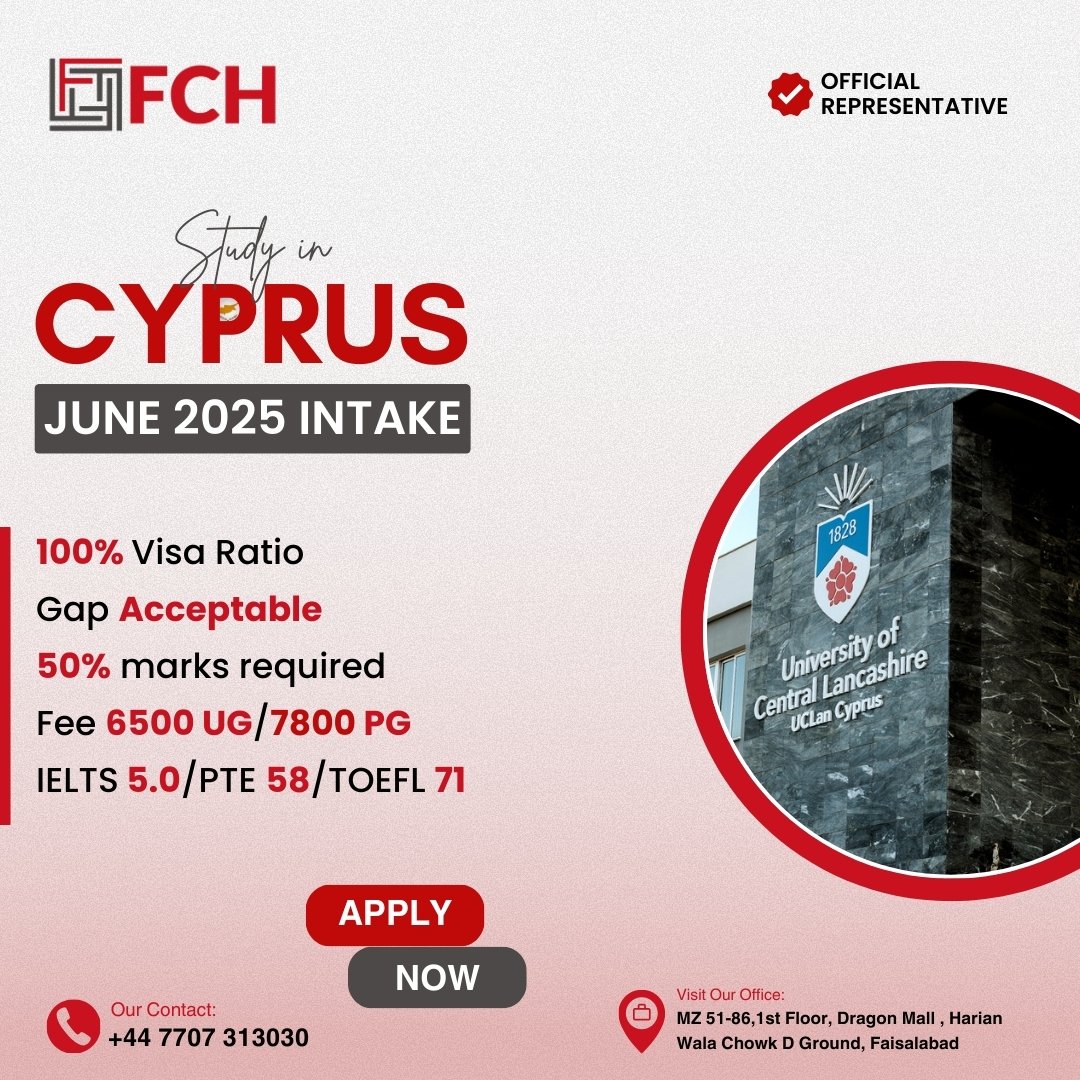 FCH
OFFICIAL
REPRESENTATIVE
Study in
CYPRUS
JUNE 2025 INTAKE
100% Visa Ratio
Gap Acceptable
50% marks required
Fee 6500 UG/7800 PG
IELTS 5.0/PTE 58/TOEFL 71
1828
University of
Central Lancashire
UCLan Cyprus
APPLY
NOW
Our Contact:
+44 7707 313030
Visit Our Office:
MZ 51-86,1st Floor, Dragon Mall , Harian
Wala Chowk D Ground, Faisalabad